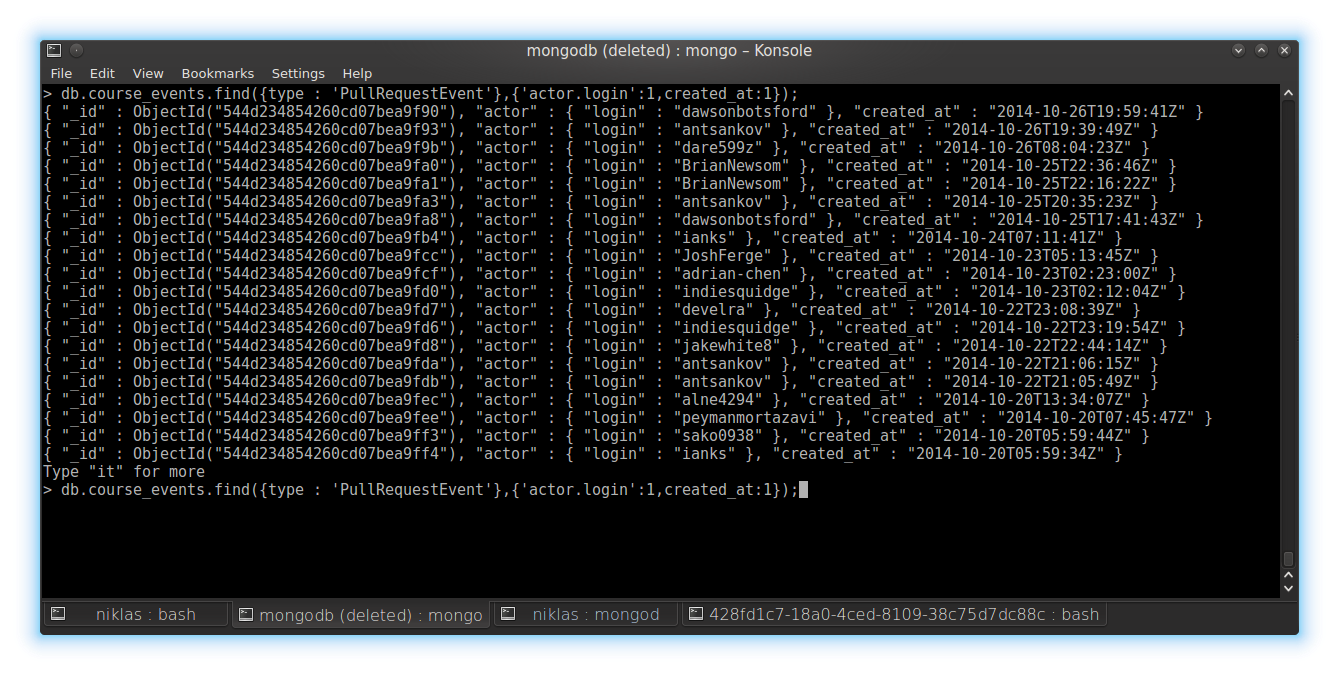 mongodb (deleted) : mongo – Konsole
File Edit View Bookmarks Settings Help
> db.course_events.find({type : 'PullRequestEvent'},{'actor.login':1,created_at:1});
{ "_id" : ObjectId("544d234854260cd07bea9f90"), "actor" : { "login" : "dawsonbotsford" }, "created_at" : "2014-10-26T19:59:41Z" }
{ "_id" : ObjectId("544d234854260cd07bea9f93"), "actor" : { "login" : "antsankov" }, "created_at" : "2014-10-26T19:39:49Z" }
{ "_id" : ObjectId("544d234854260cd07bea9f9b"), "actor" : { "login" : "dare599z" }, "created_at" : "2014-10-26T08:04:23Z" }
{ "_id" : ObjectId("544d234854260cd07bea9fa0"), "actor" : { "login" : "BrianNewsom" }, "created_at" : "2014-10-25T22:36:46Z" }
{ "_id" : ObjectId("544d234854260cd07bea9fa1"), "actor" : { "login" : "BrianNewsom" }, "created_at" : "2014-10-25T22:16:22Z" }
{ "_id" : ObjectId("544d234854260cd07bea9fa3"), "actor" : { "login" : "antsankov" }, "created_at" : "2014-10-25T20:35:23Z" }
{ "_id" : ObjectId("544d234854260cd07bea9fa8"), "actor" : { "login" : "dawsonbotsford" }, "created_at" : "2014-10-25T17:41:43Z" }
{ "_id" : ObjectId("544d234854260cd07bea9fb4"), "actor" : { "login" : "ianks" }, "created_at" : "2014-10-24T07:11:41Z" }
{ "_id" : ObjectId("544d234854260cd07bea9fcc"), "actor" : { "login" : "JoshFerge" }, "created_at" : "2014-10-23T05:13:45Z" }
{ "_id" : ObjectId("544d234854260cd07bea9fcf"), "actor" : { "login" : "adrian-chen" }, "created_at" : "2014-10-23T02:23:00Z" }
{ "_id" : ObjectId("544d234854260cd07bea9fd0"), "actor" : { "login" : "indiesquidge" }, "created_at" : "2014-10-23T02:12:04Z" }
{ "_id" : ObjectId("544d234854260cd07bea9fd7"), "actor" : { "login" : "develra" }, "created_at" : "2014-10-22T23:08:39Z" }
{ "_id" : ObjectId("544d234854260cd07bea9fd6"), "actor" : { "login" : "indiesquidge" }, "created_at" : "2014-10-22T23:19:54Z" }
{ "_id" : ObjectId("544d234854260cd07bea9fd8"), "actor" : { "login" : "jakewhite8" }, "created_at" : "2014-10-22T22:44:14Z" }
{ "_id" : ObjectId("544d234854260cd07bea9fda"), "actor" : { "login" : "antsankov" }, "created_at" : "2014-10-22T21:06:15Z" }
{ "_id" : ObjectId("544d234854260cd07bea9fdb"), "actor" : { "login" : "antsankov" }, "created_at" : "2014-10-22T21:05:49Z" }
{ "_id" : ObjectId("544d234854260cd07bea9fec"), "actor" : { "login" : "alne4294" }, "created_at" : "2014-10-20T13:34:07Z" }
{ "_id" : ObjectId("544d234854260cd07bea9fee"), "actor" : { "login" : "peymanmortazavi" }, "created_at" : "2014-10-20T07:45:47Z" }
{ "_id" : ObjectId("544d234854260cd07bea9ff3"), "actor" : { "login" : "sako0938" }, "created_at" : "2014-10-20T05:59:44Z" }
{ "_id" : ObjectId("544d234854260cd07bea9ff4"), "actor" : { "login" : "ianks" }, "created_at" : "2014-10-20T05:59:34Z" }
Type "it" for more
> db.course_events.find({type : 'PullRequestEvent'},{'actor.login':1,created_at:1});
niklas : bash mongodb (deleted) : mongo niklas : mongod 428fd1c7-18a0-4ced-8109-38c75d7dc88c : bash